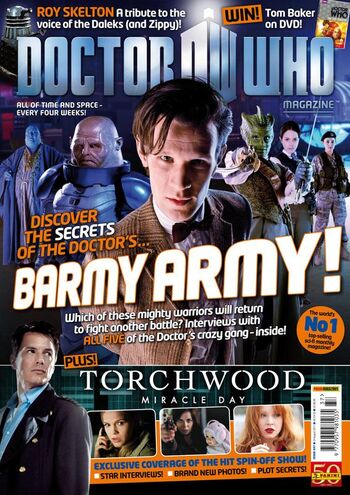 ROY SKELTON A tribute to the
voice of the Daleks (and Zippy)!
WIN! Tom Baker
on DVD!
DOCTOR WHO
MAGAZINE
ALL OF TIME AND SPACE -
EVERY FOUR WEEKS!
DISCOVER
THE SECRETS
OF THE DOCTOR'S...
BARMY ARMY!
Which of these mighty warriors will return
to fight another battle? Interviews with
ALL FIVE of the Doctor's crazy gang - inside!
The world's
No1
top-selling
sci-fi monthly
magazine!
PLUS!
TORCHWOOD
MIRACLE DAY
EXCLUSIVE COVERAGE OF THE HIT SPIN-OFF SHOW!
STAR INTERVIEWS! BRAND NEW PHOTOS! PLOT SECRETS!
50
PANINI